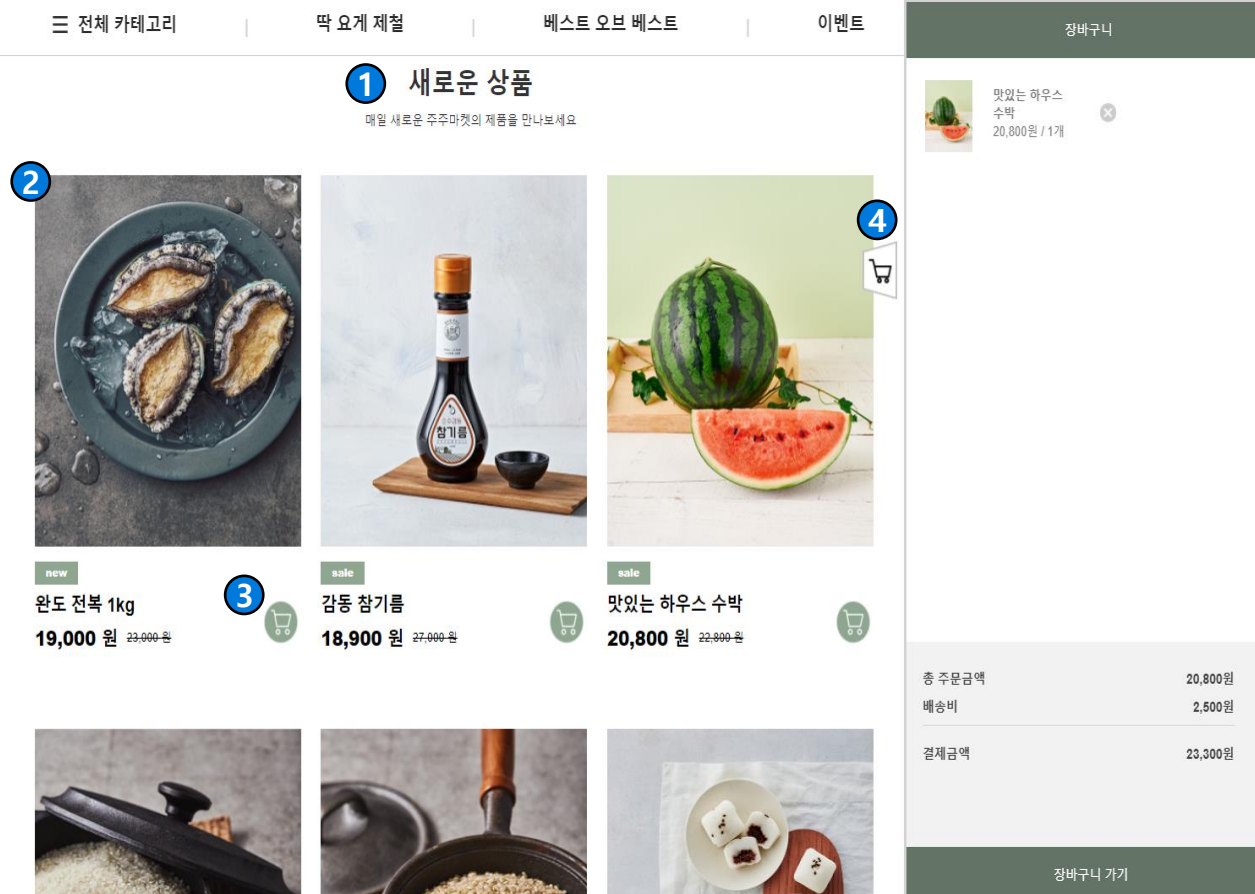 전체 카테고리 | 딱 요게 제철 | 베스트 오브 베스트 | 이벤트
1 새로운 상품
매일 새로운 주주마켓의 제품을 만나보세요
2
4
참기름
new
완도 전복 1kg
19,000 원 23,000 원
3
sale
감동 참기름
18,900 원 27,000 원
sale
맛있는 하우스 수박
20,800 원 22,800 원
장바구니
맛있는 하우스
수박
20,800원 / 1개
총 주문금액 20,800원
배송비 2,500원
결제금액 23,300원
장바구니 가기